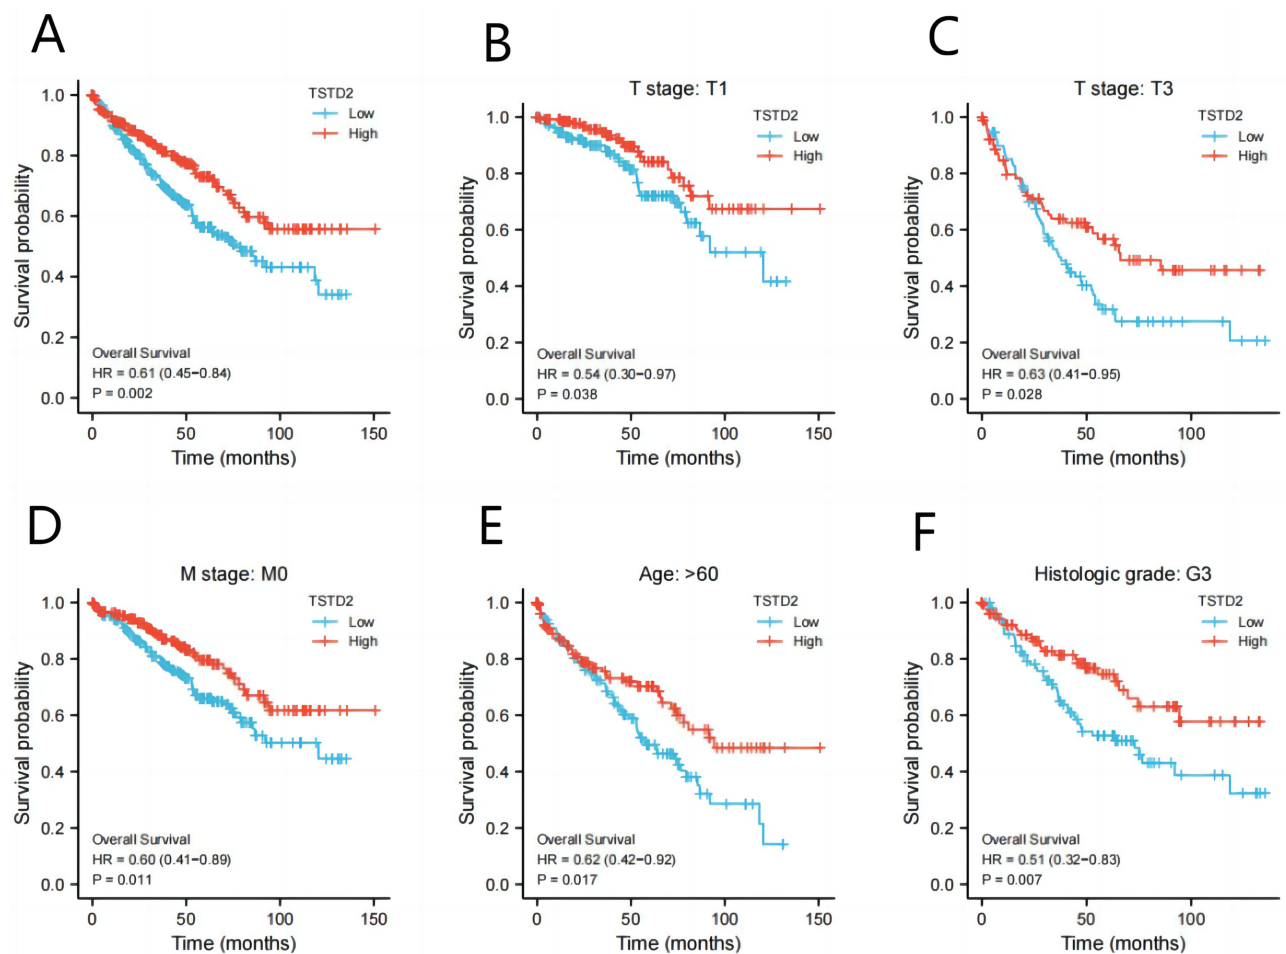 A
TSTD2
Low
High
1.0
0.8
0.6
0.4
0.2
0.0
Survival probability
Overall Survival
HR = 0.61 (0.45−0.84)
P = 0.002
0 50 100 150
Time (months)
B
T stage: T1
TSTD2
Low
High
1.0
0.8
0.6
0.4
0.2
0.0
Survival probability
Overall Survival
HR = 0.54 (0.30−0.97)
P = 0.038
0 50 100 150
Time (months)
C
T stage: T3
TSTD2
Low
High
1.0
0.8
0.6
0.4
0.2
0.0
Survival probability
Overall Survival
HR = 0.63 (0.41−0.95)
P = 0.028
0 50 100
Time (months)
D
M stage: M0
TSTD2
Low
High
1.0
0.8
0.6
0.4
0.2
0.0
Survival probability
Overall Survival
HR = 0.60 (0.41−0.89)
P = 0.011
0 50 100 150
Time (months)
E
Age: >60
TSTD2
Low
High
1.0
0.8
0.6
0.4
0.2
0.0
Survival probability
Overall Survival
HR = 0.62 (0.42−0.92)
P = 0.017
0 50 100 150
Time (months)
F
Histologic grade: G3
TSTD2
Low
High
1.0
0.8
0.6
0.4
0.2
0.0
Survival probability
Overall Survival
HR = 0.51 (0.32−0.83)
P = 0.007
0 50 100
Time (months)